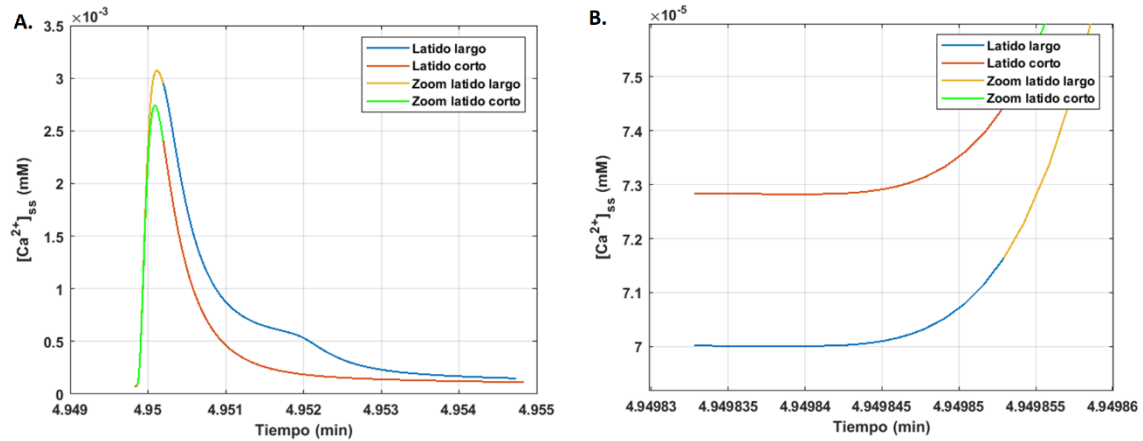 A.
×10⁻³
3.5
3
2.5
2
1.5
1
0.5
0
[Ca²⁺]ss (mM)
4.949 4.95 4.951 4.952 4.953 4.954 4.955
Tiempo (min)
Latido largo
Latido corto
Zoom latido largo
Zoom latido corto
B.
×10⁻⁵
7.5
7.4
7.3
7.2
7.1
7
[Ca²⁺]ss (mM)
4.94983 4.949835 4.94984 4.949845 4.94985 4.949855 4.94986
Tiempo (min)
Latido largo
Latido corto
Zoom latido largo
Zoom latido corto